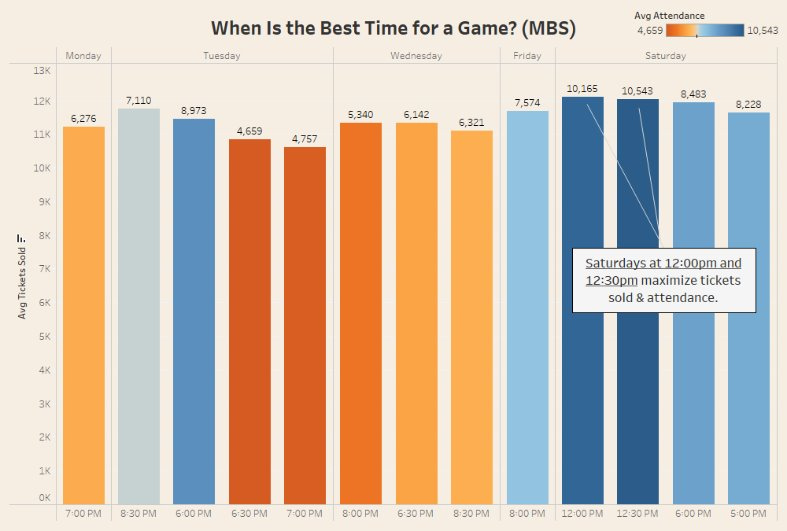 When Is the Best Time for a Game? (MBS)
Avg Attendance
4,659 10,543
Monday Tuesday Wednesday Friday Saturday
13K
12K
11K
10K
9K
8K
7K
6K
5K
4K
3K
2K
1K
0K
Avg Tickets Sold
6,276 7,110 8,973 4,659 4,757 5,340 6,142 6,321 7,574 10,165 10,543 8,483 8,228
Saturdays at 12:00pm and
12:30pm maximize tickets
sold & attendance.
7:00 PM 8:30 PM 6:00 PM 6:30 PM 7:00 PM 8:00 PM 6:30 PM 8:30 PM 8:00 PM 12:00 PM 12:30 PM 6:00 PM 5:00 PM